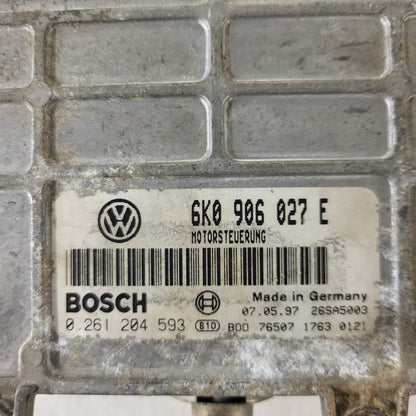 6K0 906 027 E
MOTORSTEUERUNG
BOSCH
Made in Germany
07.05.97 26SA5003
0.261 204 593 B10 B00 76507 1763 0121